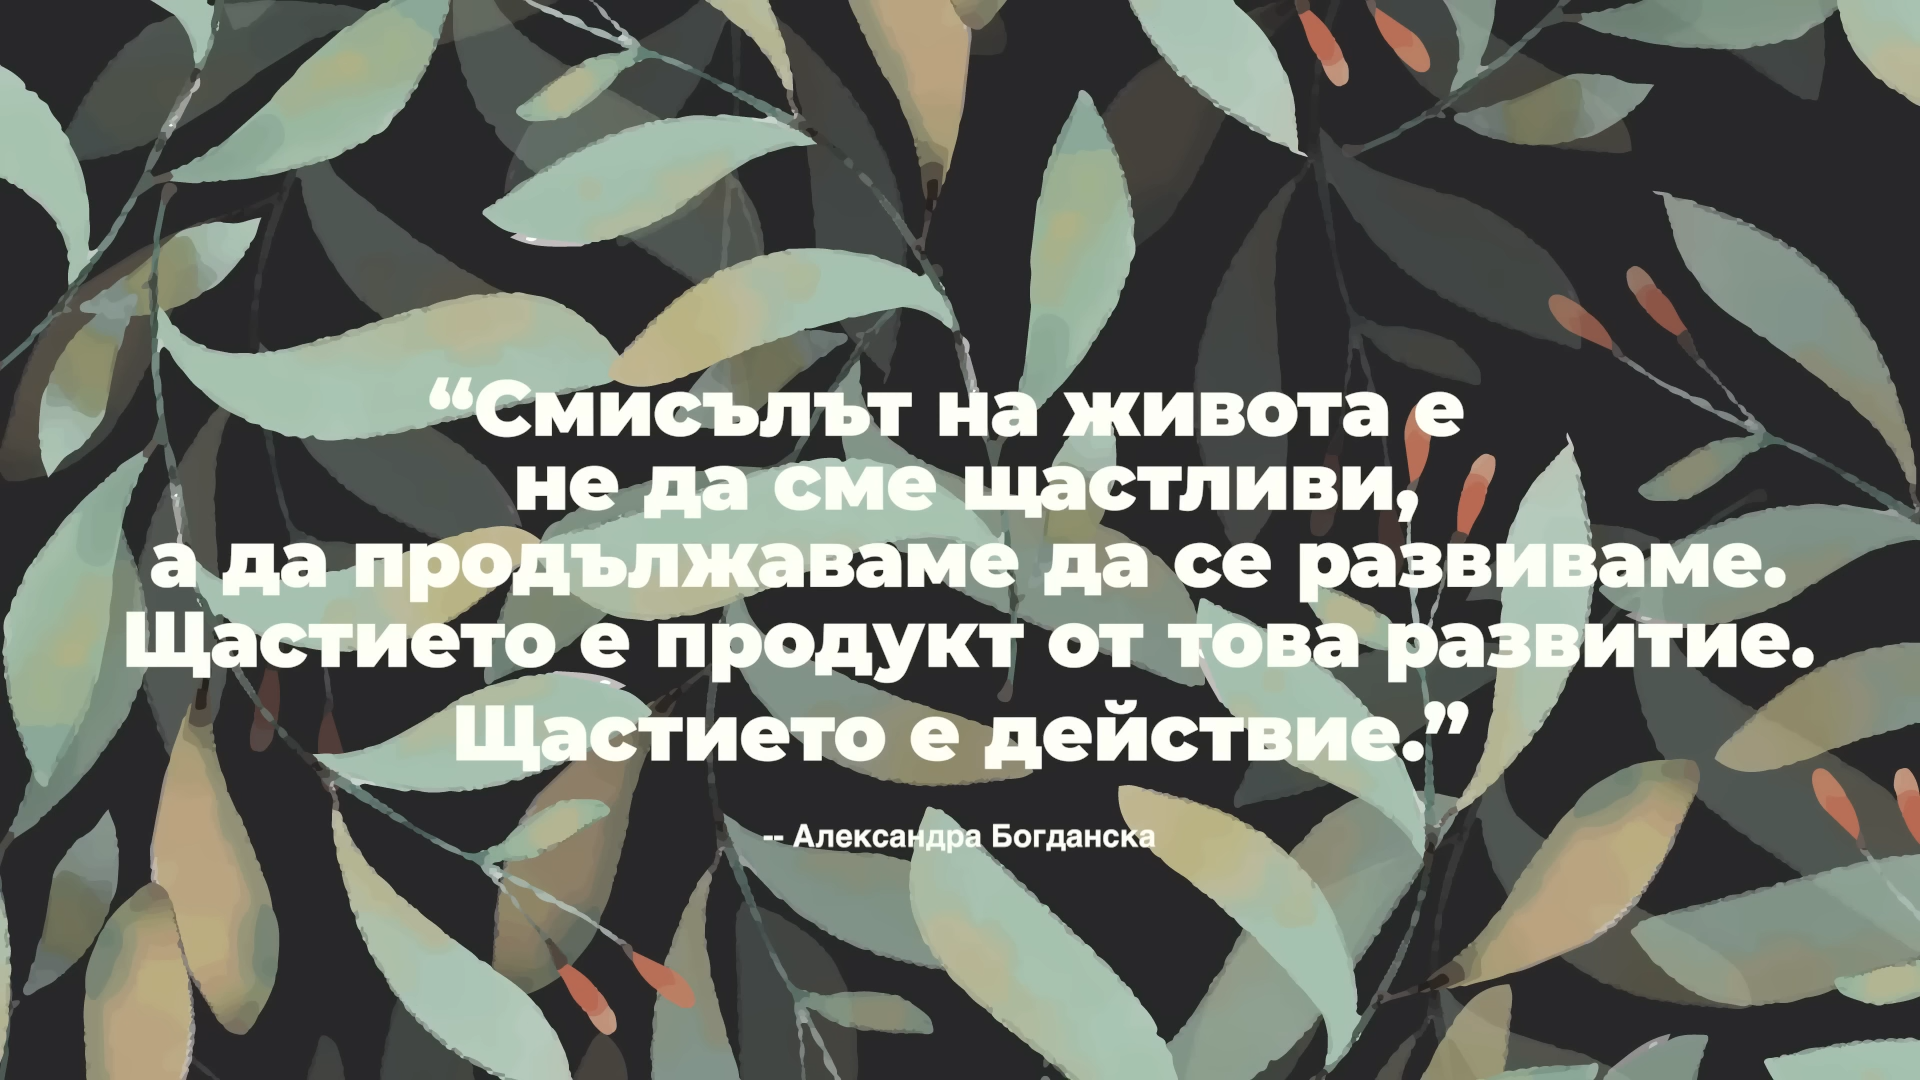 “Смисълът на живота е
не да сме щастливи,
а да продължаваме да се развиваме.
Щастието е продукт от това развитие.
Щастието е действие.”
-- Александра Богданска